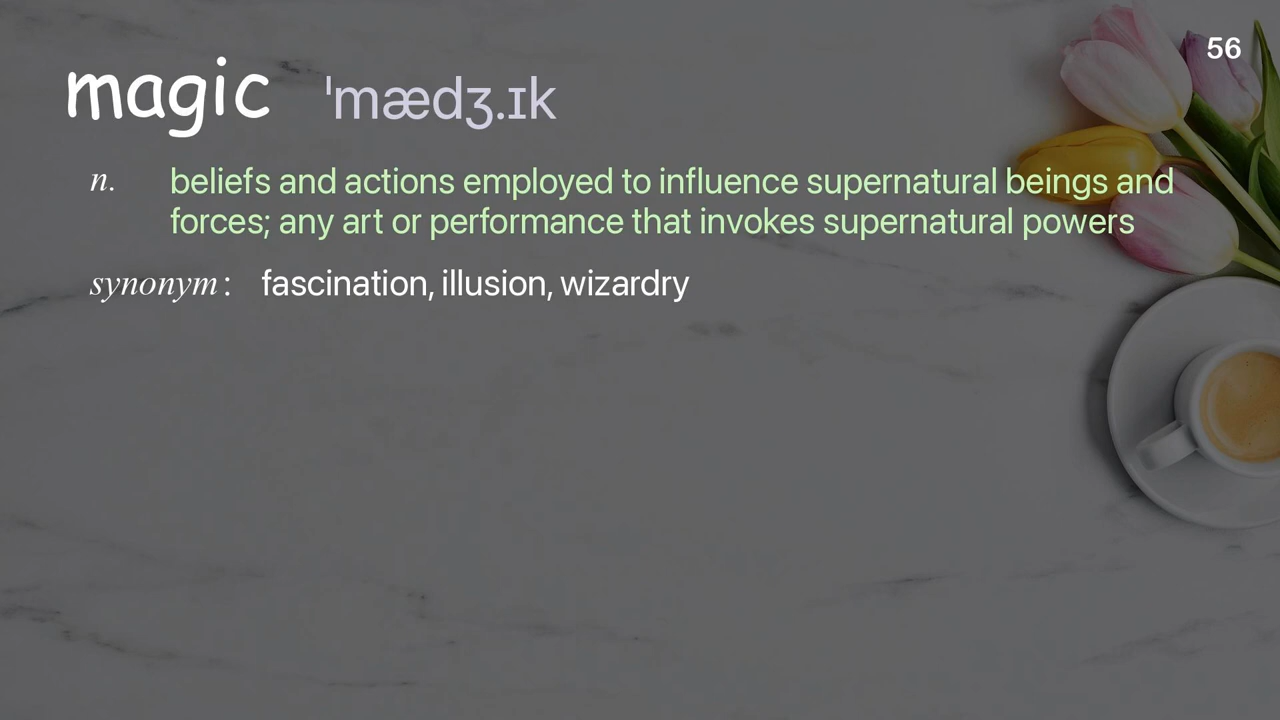 56
magic ˈmædʒ.ɪk
n. beliefs and actions employed to influence supernatural beings and
forces; any art or performance that invokes supernatural powers
synonym: fascination, illusion, wizardry